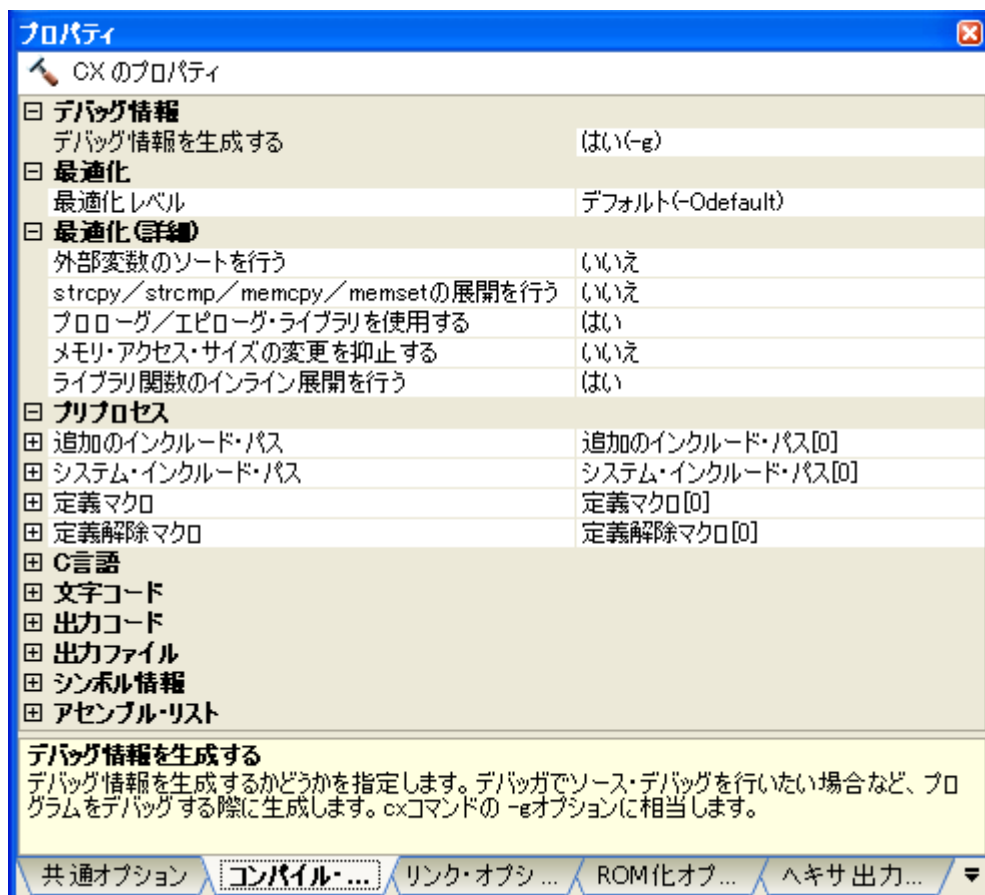 プロパティ
CX のプロパティ
デバッグ情報
デバッグ情報を生成する はい(-g)
最適化
最適化レベル デフォルト(-Odefault)
最適化(詳細)
外部変数のソートを行う いいえ
strcpy／strcmp／memcpy／memsetの展開を行う いいえ
プロローグ／エピローグ・ライブラリを使用する はい
メモリ・アクセス・サイズの変更を抑止する いいえ
ライブラリ関数のインライン展開を行う はい
プリプロセス
追加のインクルード・パス 追加のインクルード・パス[0]
システム・インクルード・パス システム・インクルード・パス[0]
定義マクロ 定義マクロ[0]
定義解除マクロ 定義解除マクロ[0]
C言語
文字コード
出力コード
出力ファイル
シンボル情報
アセンブル・リスト
デバッグ情報を生成する
デバッグ情報を生成するかどうかを指定します。デバッガでソース・デバッグを行いたい場合など、プロ
グラムをデバッグする際に生成します。cxコマンドの -gオプションに相当します。
共通オプション コンパイル・... リンク・オプシ ... ROM化オプ... ヘキサ出力...